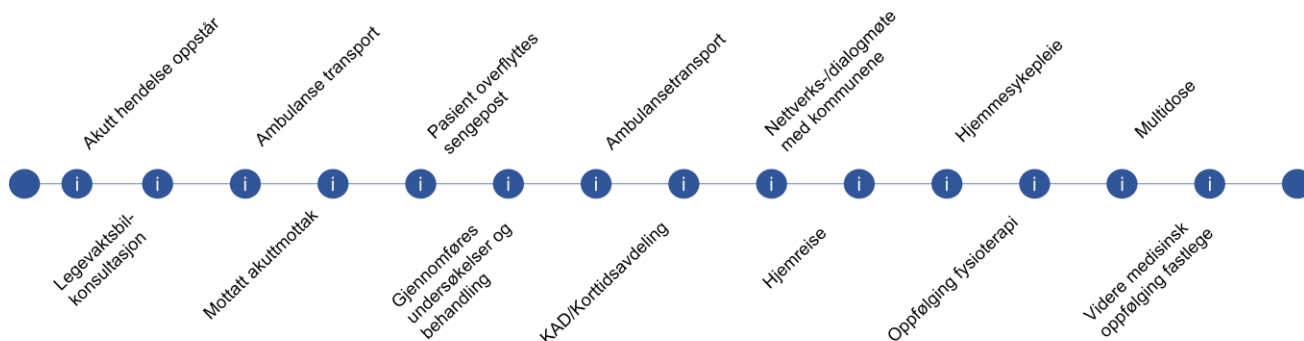 Akutt hendelse oppstår
i
Legevaktsbil-
konsultasjon
i
Ambulanse transport
i
Mottatt akuttmottak
i
Pasient overflyttes
sengepost
i
Gjennomføres
undersøkelser og
behandling
i
Ambulansetransport
i
KAD/Korttidsavdeling
i
Nettverks-/dialogmøte
med kommunene
i
Hjemreise
i
Hjemmesykepleie
i
Oppfølging fysioterapi
i
Multidose
i
Videre medisinsk
oppfølging fastlege
i